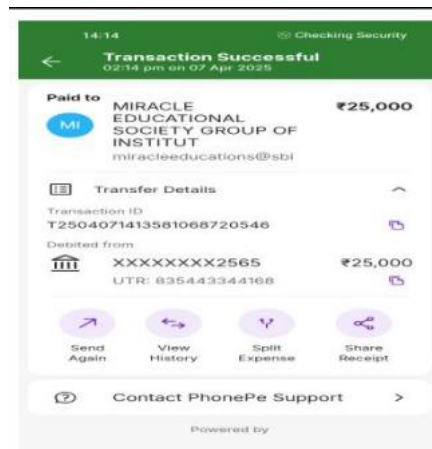 14:14
Checking Security
Transaction Successful
02:14 pm on 07 Apr 2025
Paid to
MI
MIRACLE
₹25,000
EDUCATIONAL
SOCIETY GROUP OF
INSTITUT
miracleeducations@sbi
Transfer Details
Transaction ID
T2504071413581068720546
Debited from
XXXXXXXX2565
₹25,000
UTR: 835443344168
Send Again
View History
Split Expense
Share Receipt
Contact PhonePe Support
Powered by